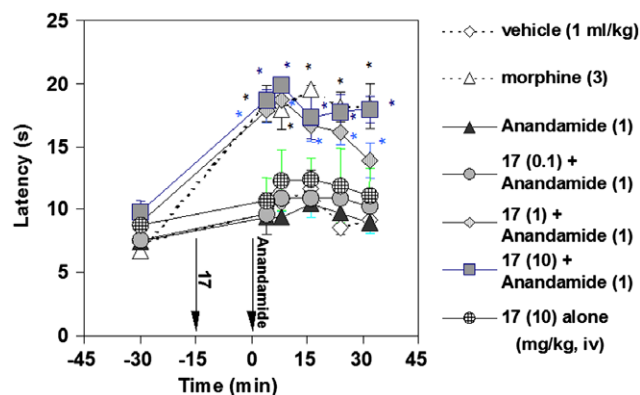 25
20
15
10
5
0
-45
-30
-15
0
15
30
45
Latency (s)
Time (min)
17
Anandamide
* * * * * * * * * * * * * * * * * *
vehicle (1 ml/kg)
morphine (3)
Anandamide (1)
17 (0.1) +
Anandamide (1)
17 (1) +
Anandamide (1)
17 (10) +
Anandamide (1)
17 (10) alone
(mg/kg, iv)